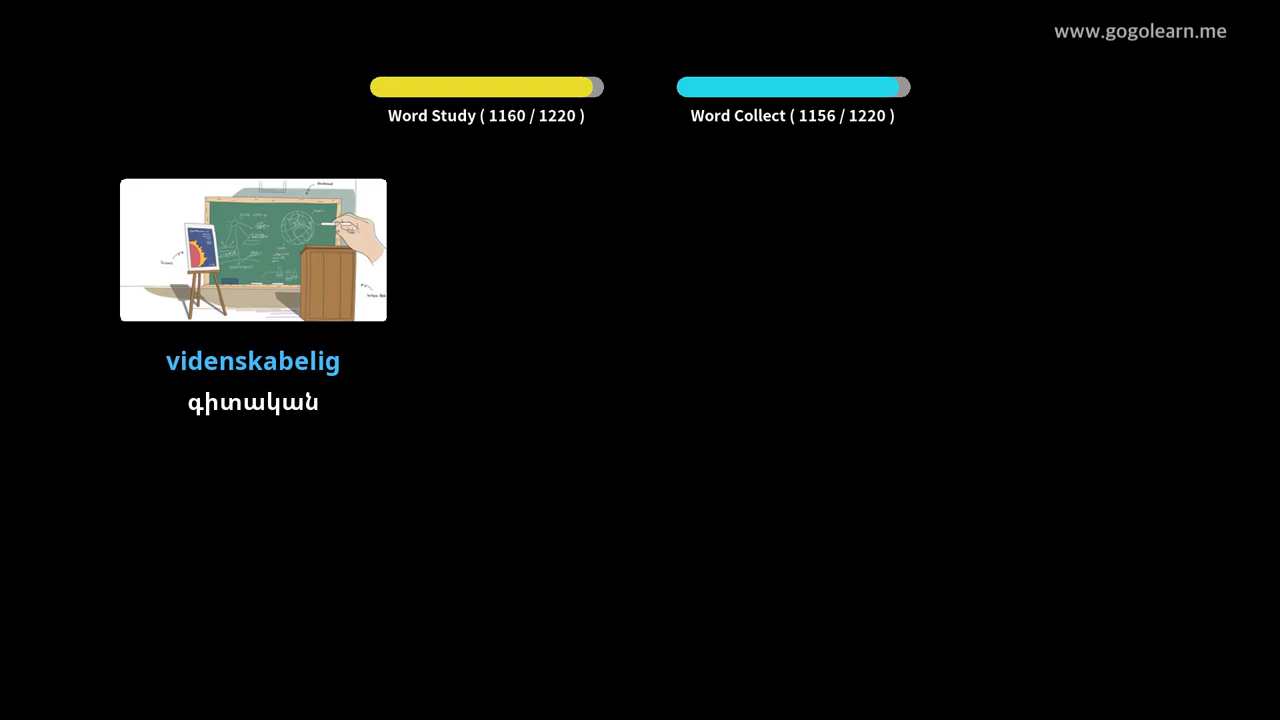 www.gogolearn.me
Word Study ( 1160 / 1220 )
Word Collect ( 1156 / 1220 )
videnskabelig
գիտական